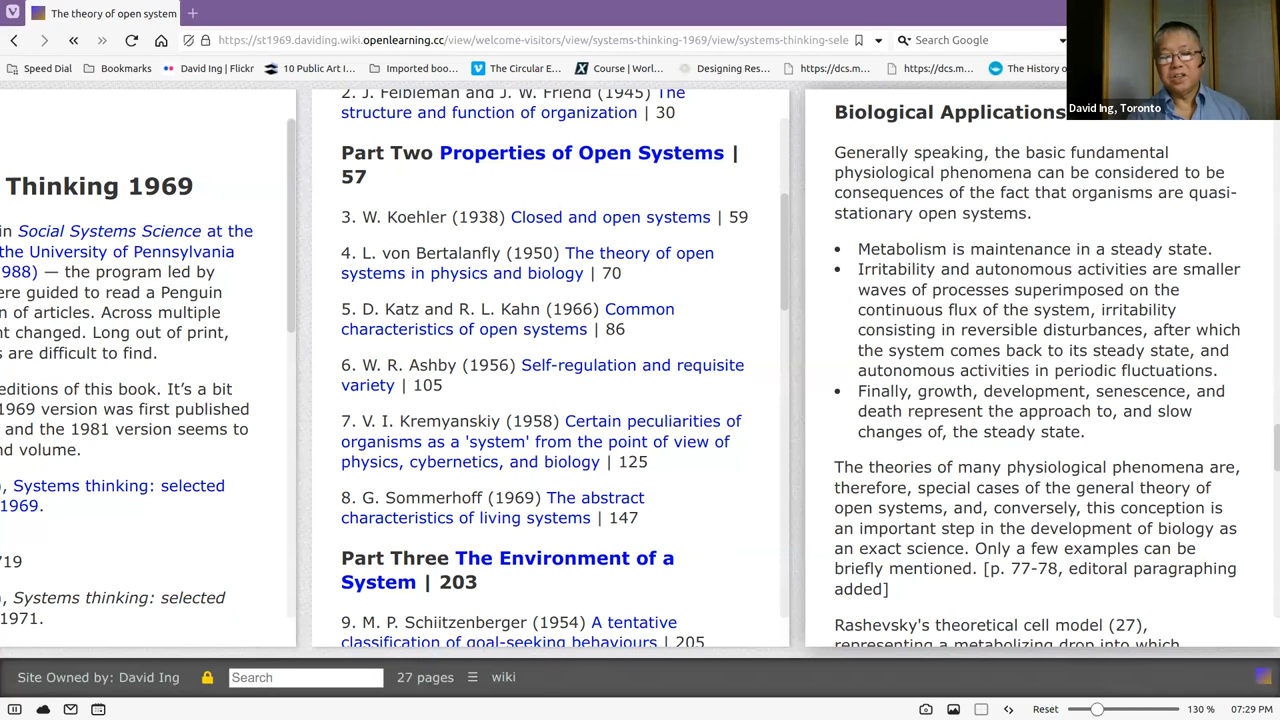 The theory of open system
https://st1969.daviding.wiki.openlearning.cc/view/welcome-visitors/view/systems-thinking-1969/view/systems-thinking-sele
Search Google
Speed Dial
Bookmarks
David Ing | Flickr
10 Public Art I...
Imported boo...
The Circular E...
Course | Worl...
Designing Res...
https://dcs.m...
https://dcs.m...
The History o
David Ing, Toronto
Thinking 1969
in Social Systems Science at the
the University of Pennsylvania
988) — the program led by
ere guided to read a Penguin
n of articles. Across multiple
nt changed. Long out of print,
s are difficult to find.
editions of this book. It's a bit
1969 version was first published
and the 1981 version seems to
nd volume.
), Systems thinking: selected
1969.
719
), Systems thinking: selected
1971.
2. J. Feibleman and J. W. Friend (1945) The
structure and function of organization | 30
Part Two Properties of Open Systems |
57
3. W. Koehler (1938) Closed and open systems | 59
4. L. von Bertalanfly (1950) The theory of open
systems in physics and biology | 70
5. D. Katz and R. L. Kahn (1966) Common
characteristics of open systems | 86
6. W. R. Ashby (1956) Self-regulation and requisite
variety | 105
7. V. I. Kremyanskiy (1958) Certain peculiarities of
organisms as a 'system' from the point of view of
physics, cybernetics, and biology | 125
8. G. Sommerhoff (1969) The abstract
characteristics of living systems | 147
Part Three The Environment of a
System | 203
9. M. P. Schiitzenberger (1954) A tentative
classification of goal-seeking behaviours | 205
Biological Applications
Generally speaking, the basic fundamental
physiological phenomena can be considered to be
consequences of the fact that organisms are quasi-
stationary open systems.
• Metabolism is maintenance in a steady state.
• Irritability and autonomous activities are smaller
waves of processes superimposed on the
continuous flux of the system, irritability
consisting in reversible disturbances, after which
the system comes back to its steady state, and
autonomous activities in periodic fluctuations.
• Finally, growth, development, senescence, and
death represent the approach to, and slow
changes of, the steady state.
The theories of many physiological phenomena are,
therefore, special cases of the general theory of
open systems, and, conversely, this conception is
an important step in the development of biology as
an exact science. Only a few examples can be
briefly mentioned. [p. 77-78, editorial paragraphing
added]
Rashevsky's theoretical cell model (27),
representing a metabolizing drop into which
Site Owned by: David Ing
Search
27 pages
wiki
Reset
130 %
07:29 PM